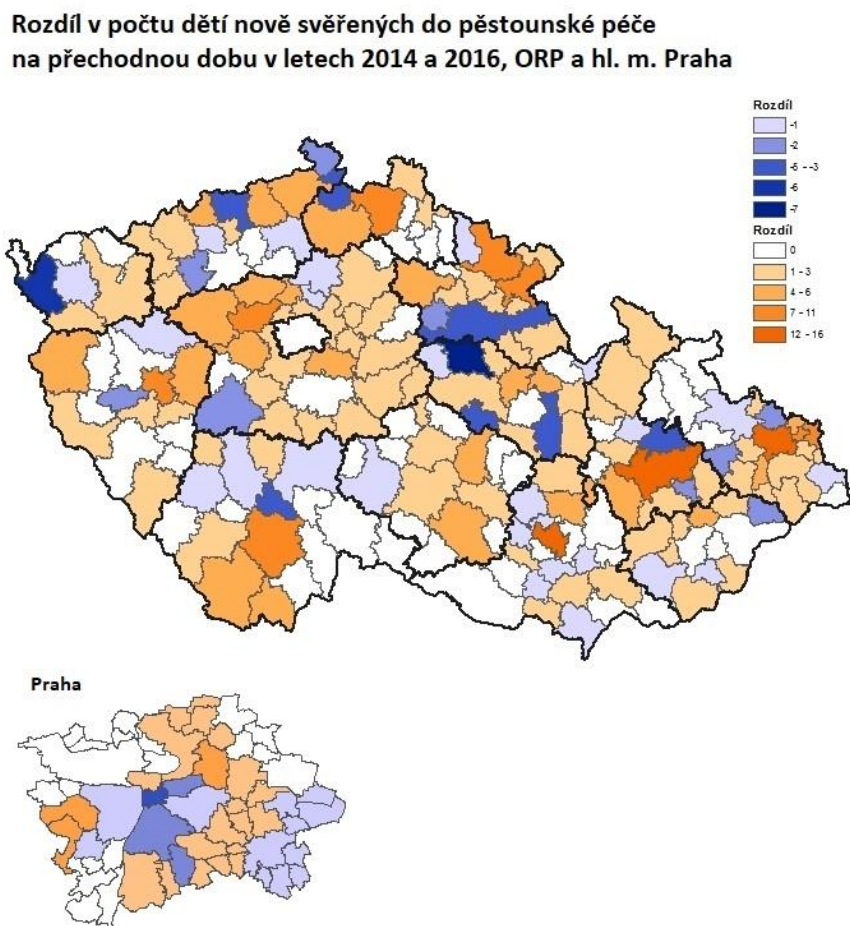 Rozdíl v počtu dětí nově svěřených do pěstounské péče
na přechodnou dobu v letech 2014 a 2016, ORP a hl. m. Praha
Rozdíl
-1
-2
-5 - -3
-6
-7
Rozdíl
0
1 - 3
4 - 6
7 - 11
12 - 16
Praha